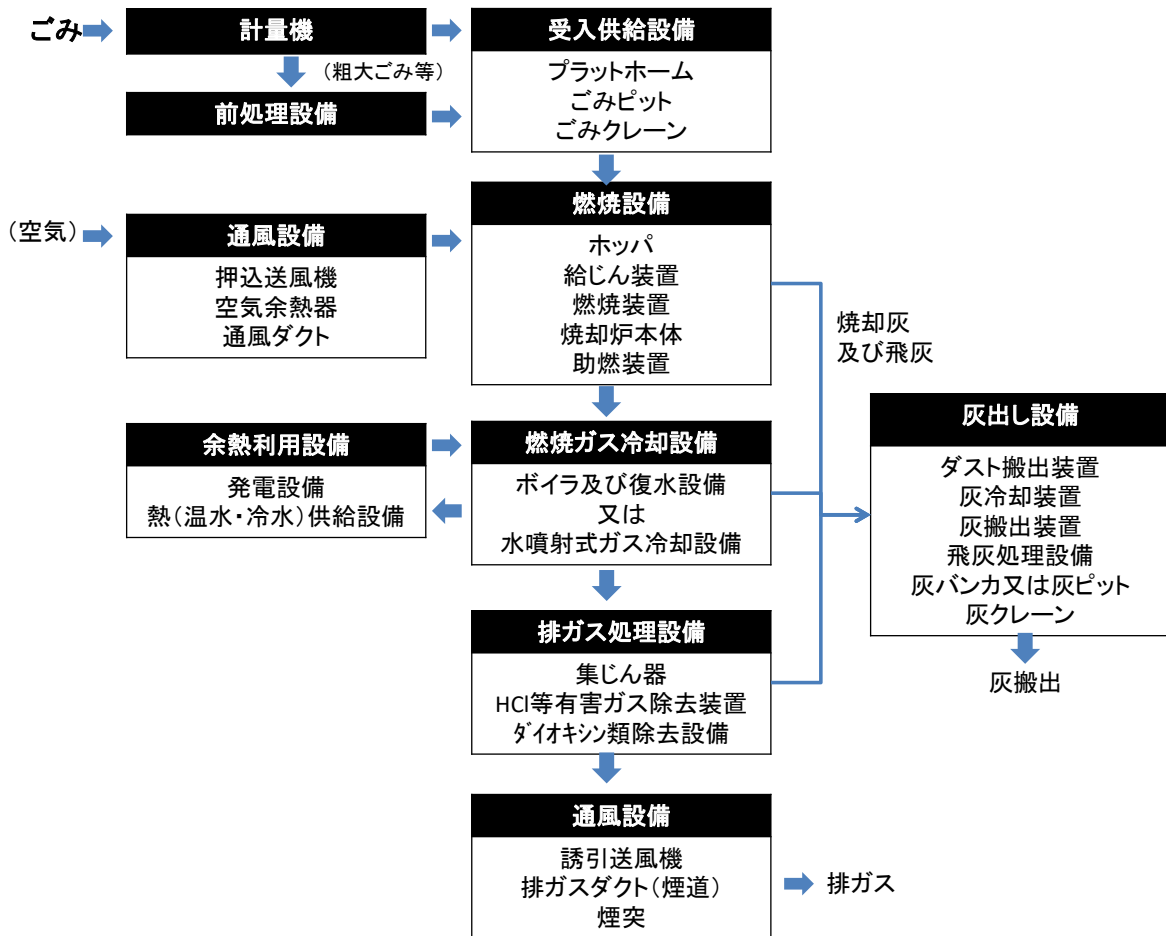 ごみ
計量機
(粗大ごみ等)
前処理設備
受入供給設備
プラットホーム
ごみピット
ごみクレーン
(空気)
通風設備
押込送風機
空気余熱器
通風ダクト
燃焼設備
ホッパ
給じん装置
燃焼装置
焼却炉本体
助燃装置
焼却灰
及び飛灰
余熱利用設備
発電設備
熱(温水・冷水)供給設備
燃焼ガス冷却設備
ボイラ及び復水設備
又は
水噴射式ガス冷却設備
灰出し設備
ダスト搬出装置
灰冷却装置
灰搬出装置
飛灰処理設備
灰バンカ又は灰ピット
灰クレーン
灰搬出
排ガス処理設備
集じん器
HCl等有害ガス除去装置
ダイオキシン類除去設備
通風設備
誘引送風機
排ガスダクト(煙道)
煙突
排ガス